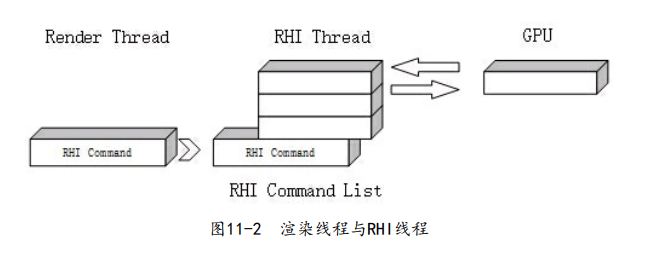 Render Thread
RHI Thread
GPU
RHI Command
RHI Command
RHI Command List
图11-2 渲染线程与RHI线程